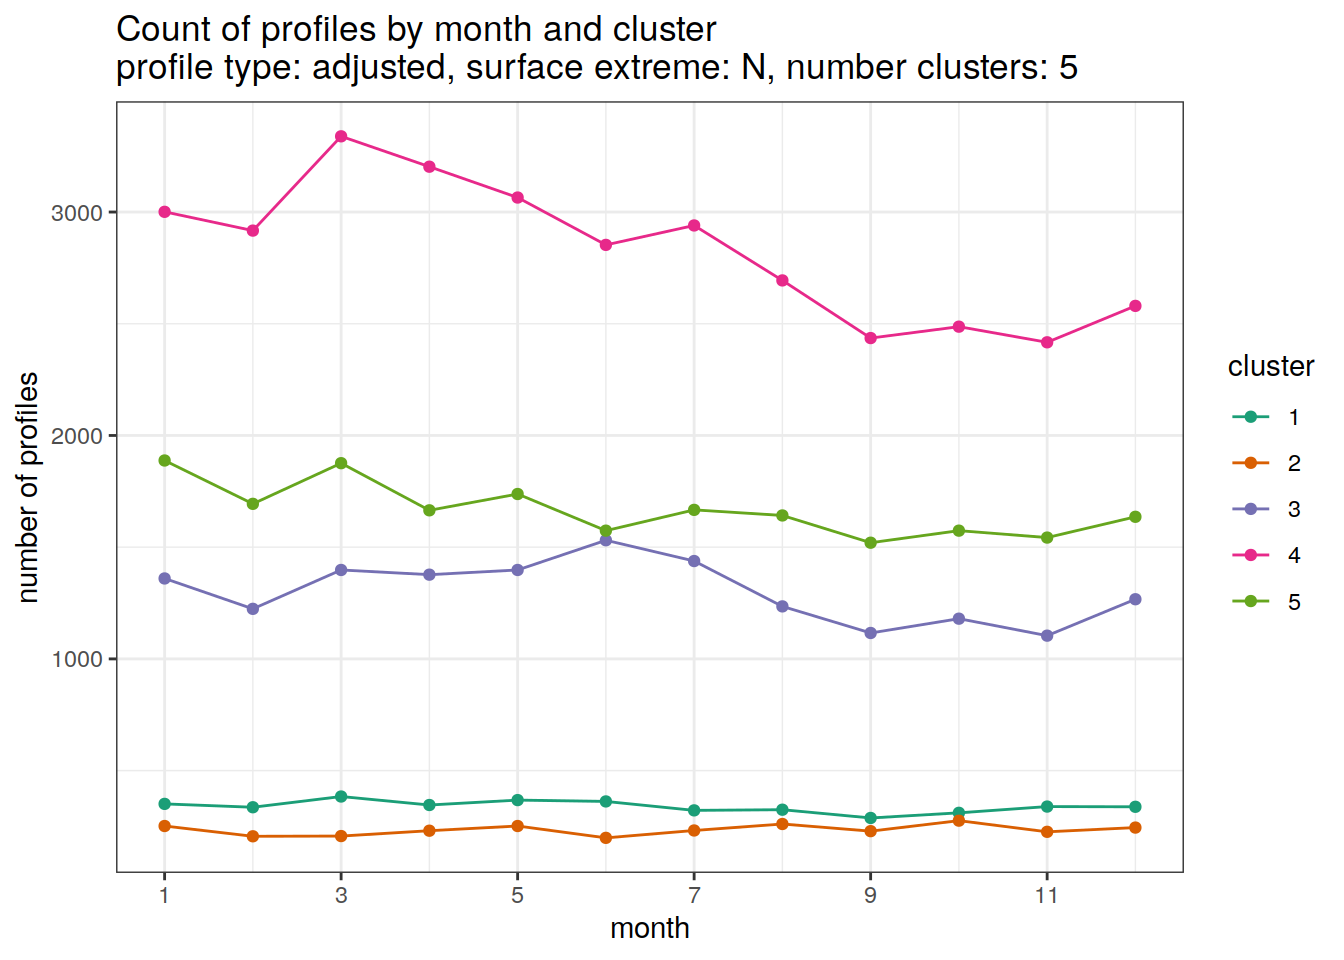 Count of profiles by month and cluster
profile type: adjusted, surface extreme: N, number clusters: 5
number of profiles
3000
2000
1000
1 3 5 7 9 11
month
cluster
1
2
3
4
5